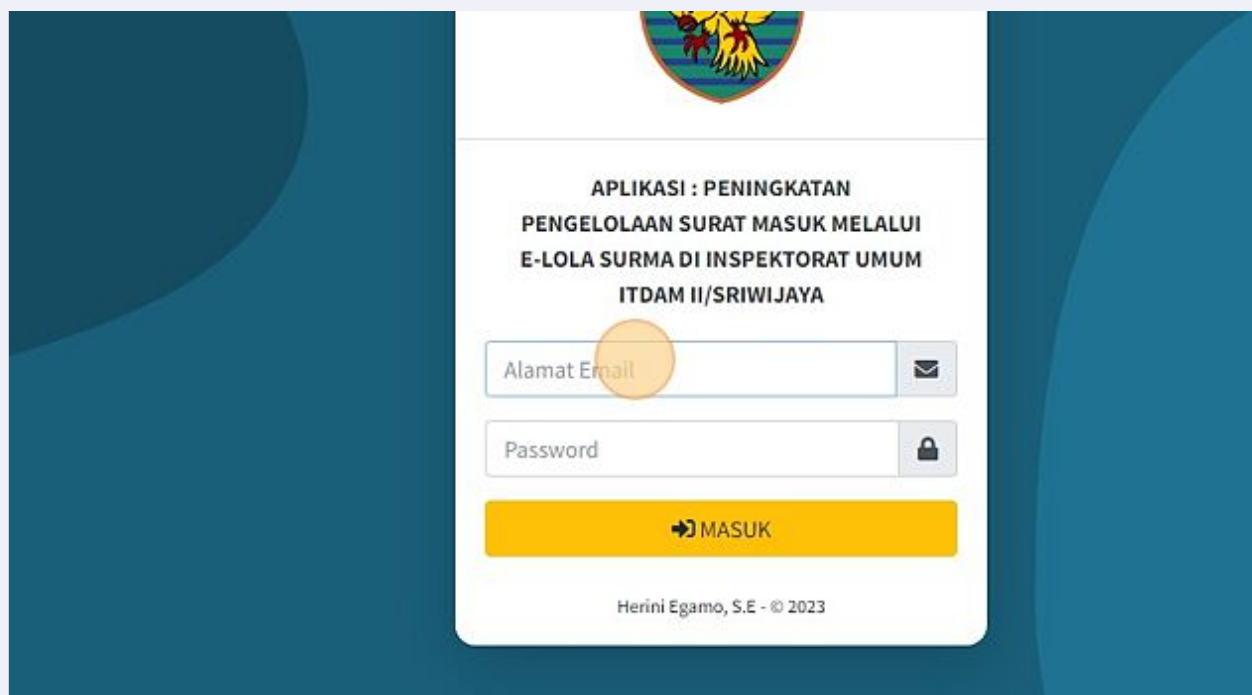 APLIKASI : PENINGKATAN
PENGELOLAAN SURAT MASUK MELALUI
E-LOLA SURMA DI INSPEKTORAT UMUM
ITDAM II/SRIWIJAYA
Alamat Email
Password
MASUK
Herini Egamo, S.E - © 2023